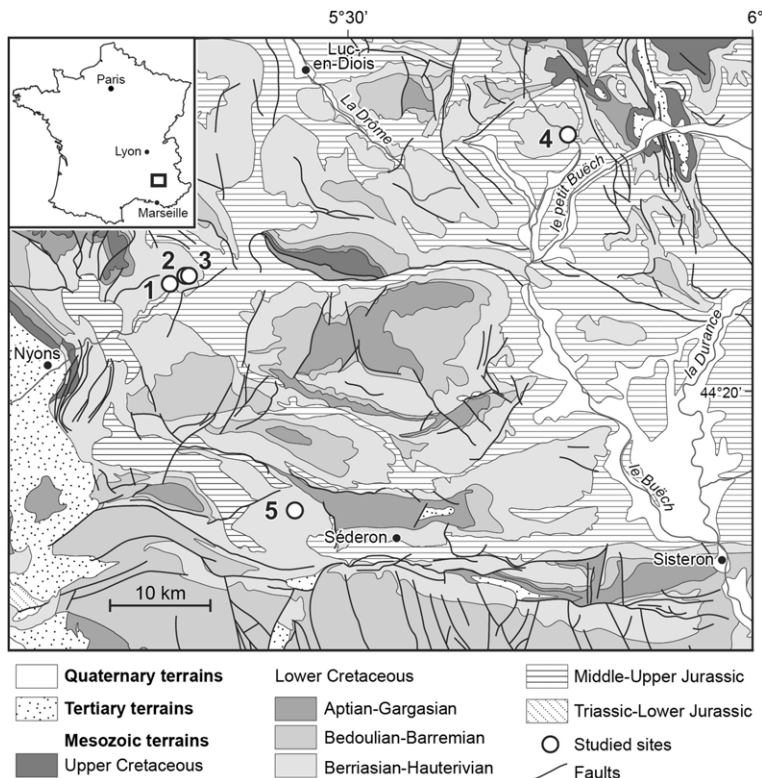 5°30'
6°
Luc-
en-Diois
Paris
La Drôme
Lyon
4
le petit Buëch
Marseille
2
3
1
la Durance
Nyons
44°20'
le Buëch
5
Séderon
Sisteron
10 km
Quaternary terrains
Tertiary terrains
Mesozoic terrains
Upper Cretaceous
Lower Cretaceous
Aptian-Gargasian
Bedoulian-Barremian
Berriasian-Hauterivian
Middle-Upper Jurassic
Triassic-Lower Jurassic
Studied sites
Faults